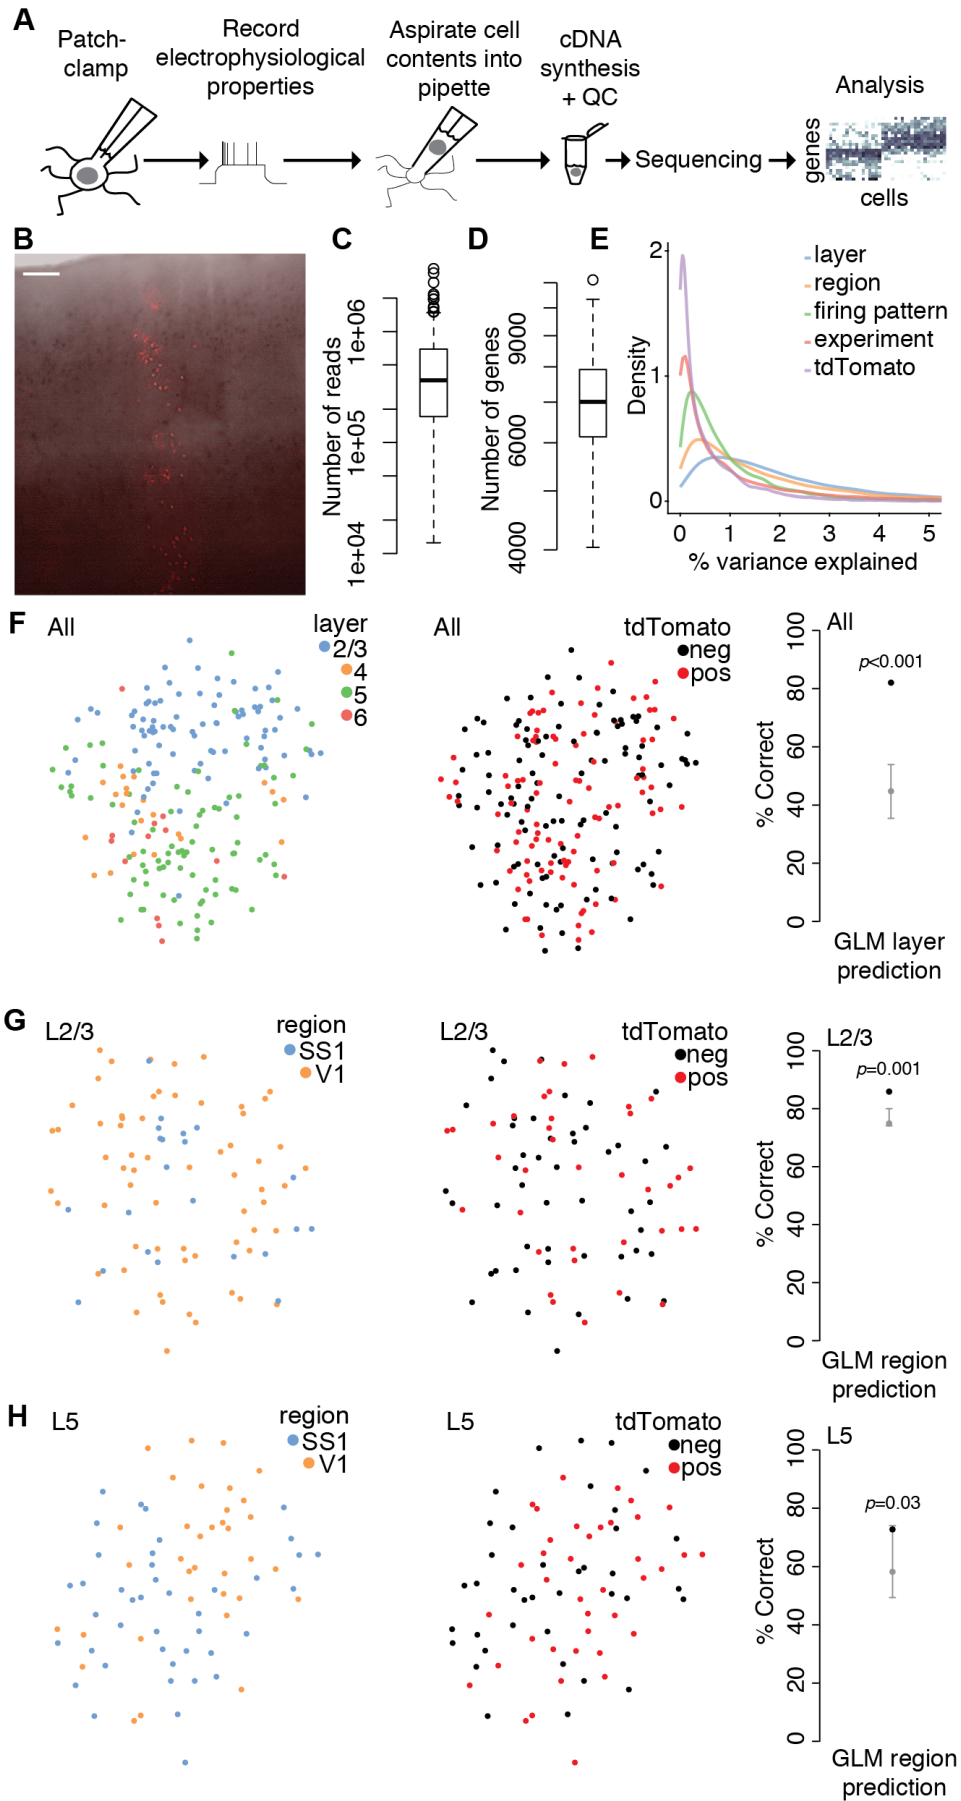 A
Patch-
clamp
Record
electrophysiological
properties
Aspirate cell
contents into
pipette
cDNA
synthesis
+ QC
Sequencing
Analysis
genes
cells
B
C
Number of reads
1e+04
1e+05
1e+06
D
Number of genes
4000
6000
9000
E
Density
2
1
0
layer
region
firing pattern
experiment
tdTomato
0 1 2 3 4 5
% variance explained
F
All
layer
2/3
4
5
6
All
tdTomato
neg
pos
All
p<0.001
% Correct
100
80
60
40
20
0
GLM layer
prediction
G
L2/3
region
SS1
V1
L2/3
tdTomato
neg
pos
L2/3
p=0.001
% Correct
100
80
60
40
20
0
GLM region
prediction
H
L5
region
SS1
V1
L5
tdTomato
neg
pos
L5
p=0.03
% Correct
100
80
60
40
20
0
GLM region
prediction